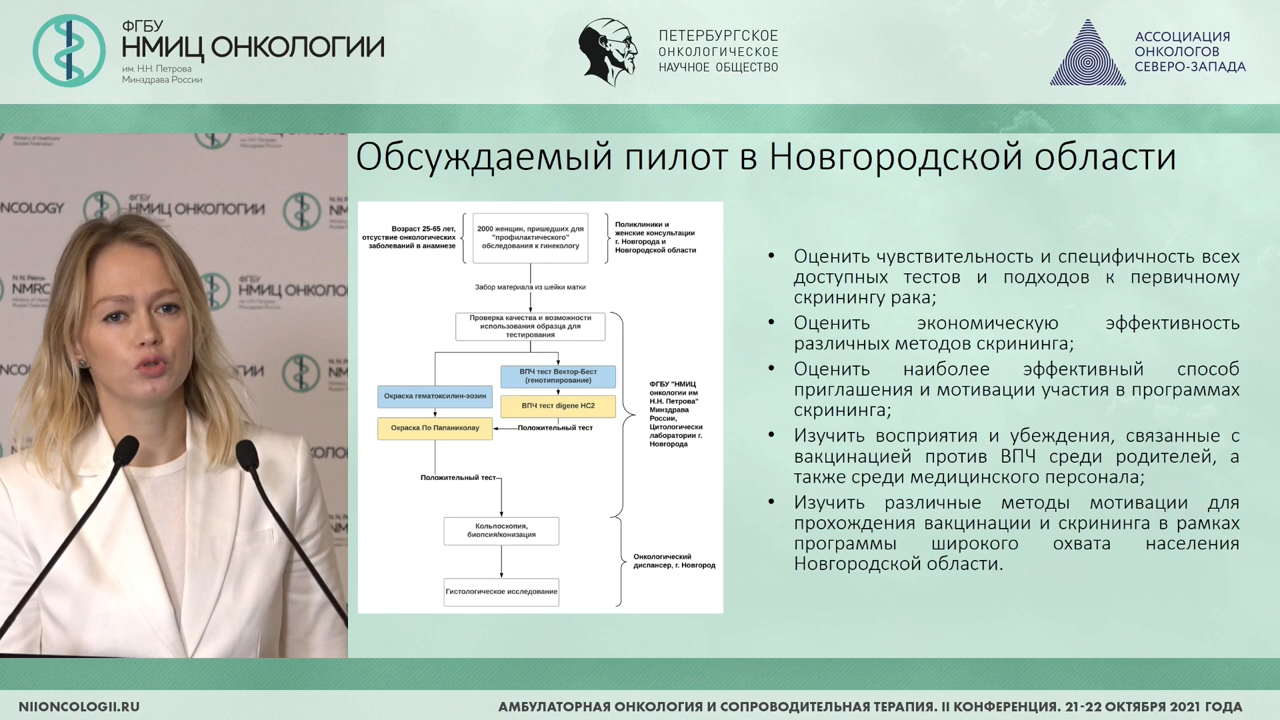 ФГБУ
НМИЦ ОНКОЛОГИИ
им. Н.Н. Петрова
Минздрава России
ПЕТЕРБУРГСКОЕ
ОНКОЛОГИЧЕСКОЕ
НАУЧНОЕ ОБЩЕСТВО
АССОЦИАЦИЯ
ОНКОЛОГОВ
СЕВЕРО-ЗАПАДА
ФГБУ
НМИЦ ОНКОЛОГИИ
ONCOLOGY
N.N. Petrov
NMRC
Обсуждаемый пилот в Новгородской области
Возраст 25-65 лет,
отсуствие онкологических
заболеваний в анамнезе
2000 женщин, пришедших для
"профилактического"
обследования к гинекологу
Поликлиники и
женские консультации
г. Новгорода и
Новгородской области
Забор материала из шейки матки
Проверка качества и возможности
использования образца для
тестирования
ВПЧ тест Вектор-Бест
(генотипирование)
Окраска гематоксилин-эозин
ВПЧ тест digene HC2
Окраска По Папаниколау
Положительный тест
ФГБУ "НМИЦ
онкологии им
Н.Н. Петрова"
Минздрава
России,
Цитологически
лаборатории г.
Новгорода
Положительный тест
Кольпоскопия,
биопсия/конизация
Онкологический
диспансер, г. Новгород
Гистологическое исследование
• Оценить чувствительность и специфичность всех
доступных тестов и подходов к первичному
скринингу рака;
• Оценить экономическую эффективность
различных методов скрининга;
• Оценить наиболее эффективный способ
приглашения и мотивации участия в программах
скрининга;
• Изучить восприятия и убеждения, связанные с
вакцинацией против ВПЧ среди родителей, а
также среди медицинского персонала;
• Изучить различные методы мотивации для
прохождения вакцинации и скрининга в рамках
программы широкого охвата населения
Новгородской области.
NIIONCOLOGII.RU
АМБУЛАТОРНАЯ ОНКОЛОГИЯ И СОПРОВОДИТЕЛЬНАЯ ТЕРАПИЯ. II КОНФЕРЕНЦИЯ. 21-22 ОКТЯБРЯ 2021 ГОДА